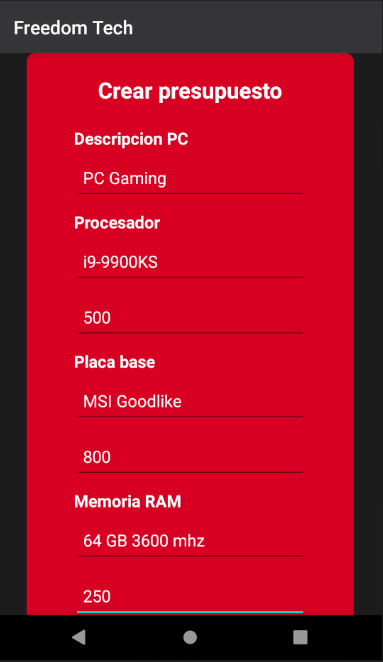 Freedom Tech
Crear presupuesto
Descripcion PC
PC Gaming
Procesador
i9-9900KS
500
Placa base
MSI Goodlike
800
Memoria RAM
64 GB 3600 mhz
250